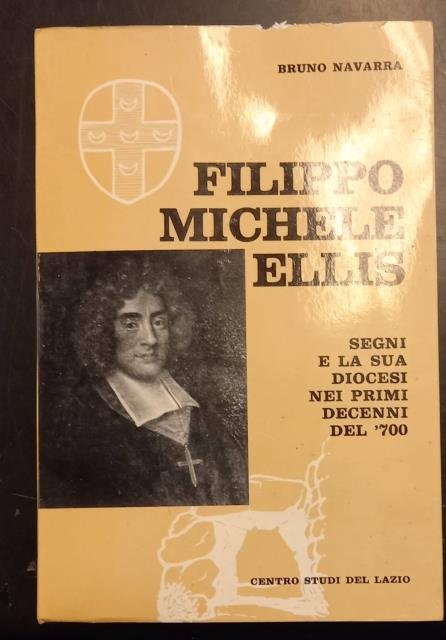 BRUNO NAVARRA
FILIPPO
MICHELE
ELLIS
SEGNI
E LA SUA
DIOCESI
NEI PRIMI
DECENNI
DEL '700
CENTRO STUDI DEL LAZIO